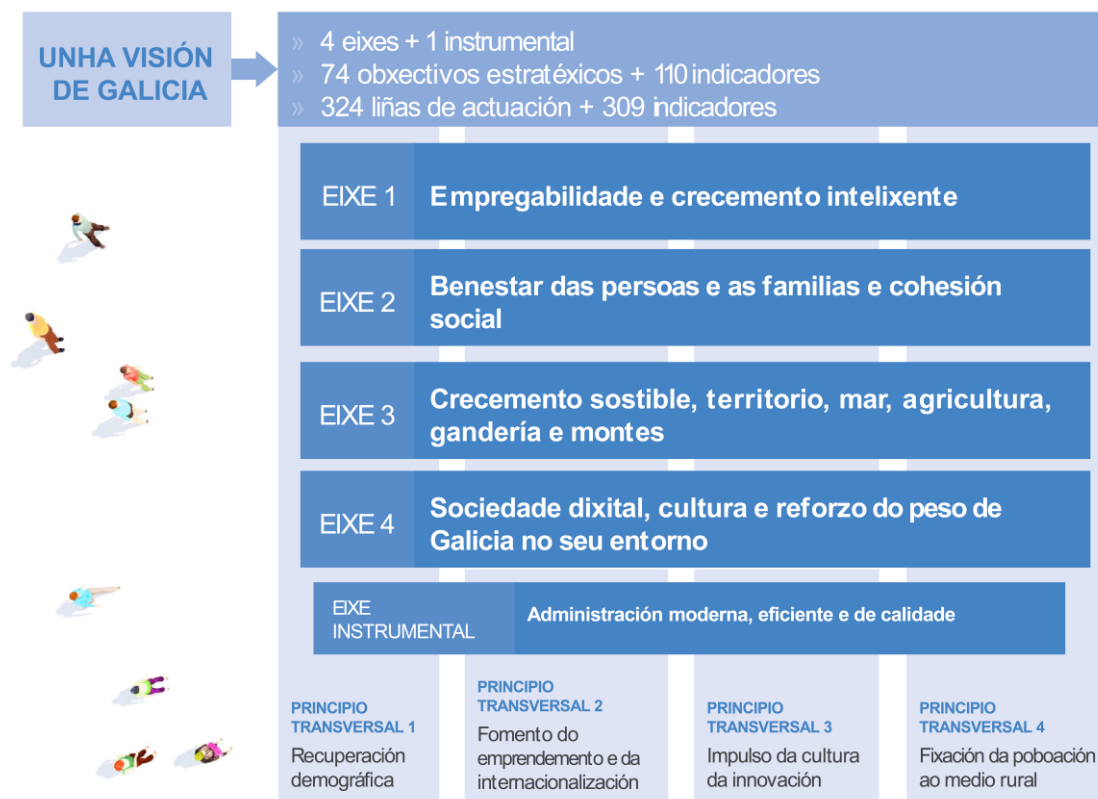 UNHA VISIÓN
DE GALICIA
» 4 eixes + 1 instrumental
» 74 obxectivos estratéxicos + 110 indicadores
» 324 liñas de actuación + 309 indicadores
EIXE 1
Empregabilidade e crecemento intelixente
EIXE 2
Benestar das persoas e as familias e cohesión
social
EIXE 3
Crecemento sostible, territorio, mar, agricultura,
gandería e montes
EIXE 4
Sociedade dixital, cultura e reforzo do peso de
Galicia no seu entorno
EIXE
INSTRUMENTAL
Administración moderna, eficiente e de calidade
PRINCIPIO
TRANSVERSAL 1
Recuperación
demográfica
PRINCIPIO
TRANSVERSAL 2
Fomento do
emprendemento e da
internacionalización
PRINCIPIO
TRANSVERSAL 3
Impulso da cultura
da innovación
PRINCIPIO
TRANSVERSAL 4
Fixación da poboación
ao medio rural